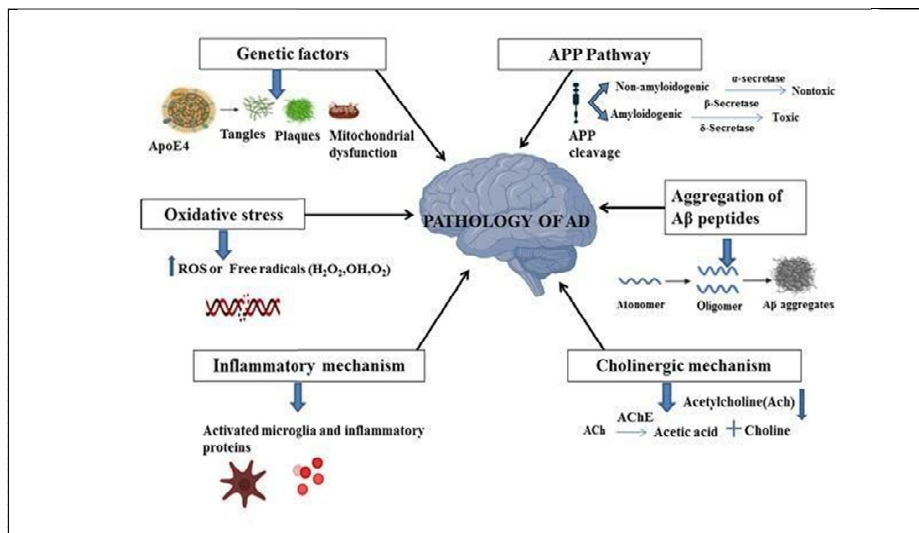 Genetic factors
ApoE4
Tangles
Plaques
Mitochondrial
dysfunction
APP Pathway
APP
cleavage
Non-amyloidogenic
α-secretase
Nontoxic
Amyloidogenic
β-Secretase
δ-Secretase
Toxic
Oxidative stress
ROS or Free radicals (H₂O₂,OH,O₂)
PATHOLOGY OF AD
Aggregation of
Aβ peptides
Monomer
Oligomer
Aβ aggregates
Inflammatory mechanism
Activated microglia and inflammatory
proteins
Cholinergic mechanism
Acetylcholine(Ach)
ACh
AChE
Acetic acid + Choline